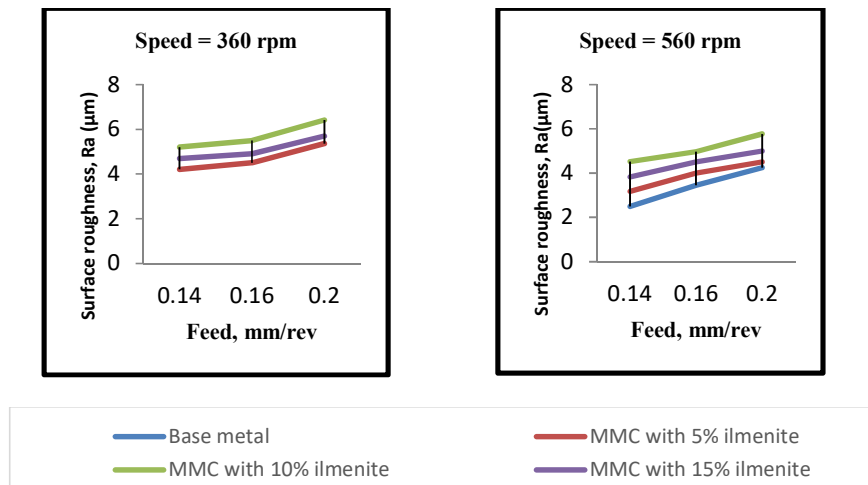 Speed = 360 rpm
Surface roughness, Ra (µm)
8
6
4
2
0
0.14 0.16 0.2
Feed, mm/rev
Speed = 560 rpm
Surface roughness, Ra(µm)
8
6
4
2
0
0.14 0.16 0.2
Feed, mm/rev
Base metal
MMC with 5% ilmenite
MMC with 10% ilmenite
MMC with 15% ilmenite